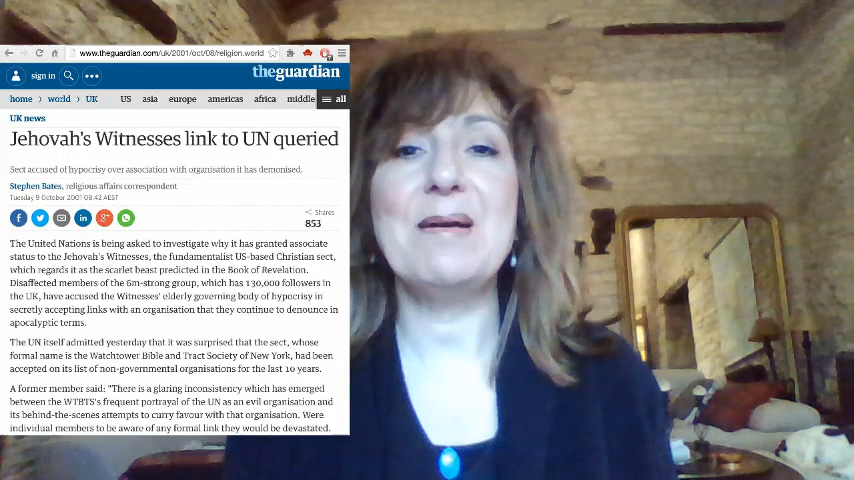 www.theguardian.com/uk/2001/oct/08/religion.world
sign in
theguardian
home > world > UK US asia europe americas africa middle all
UK news
Jehovah's Witnesses link to UN queried
Sect accused of hypocrisy over association with organisation it has demonised.
Stephen Bates, religious affairs correspondent
Tuesday 9 October 2001 08.43 AEST
Shares
853
The United Nations is being asked to investigate why it has granted associate
status to the Jehovah's Witnesses, the fundamentalist US-based Christian sect,
which regards it as the scarlet beast predicted in the Book of Revelation.
Disaffected members of the 6m-strong group, which has 130,000 followers in
the UK, have accused the Witnesses' elderly governing body of hypocrisy in
secretly accepting links with an organisation that they continue to denounce in
apocalyptic terms.
The UN itself admitted yesterday that it was surprised that the sect, whose
formal name is the Watchtower Bible and Tract Society of New York, had been
accepted on its list of non-governmental organisations for the last 10 years.
A former member said: "There is a glaring inconsistency which has emerged
between the WTBTS's frequent portrayal of the UN as an evil organisation and
its behind-the-scenes attempts to curry favour with that organisation. Were
individual members to be aware of any formal link they would be devastated.